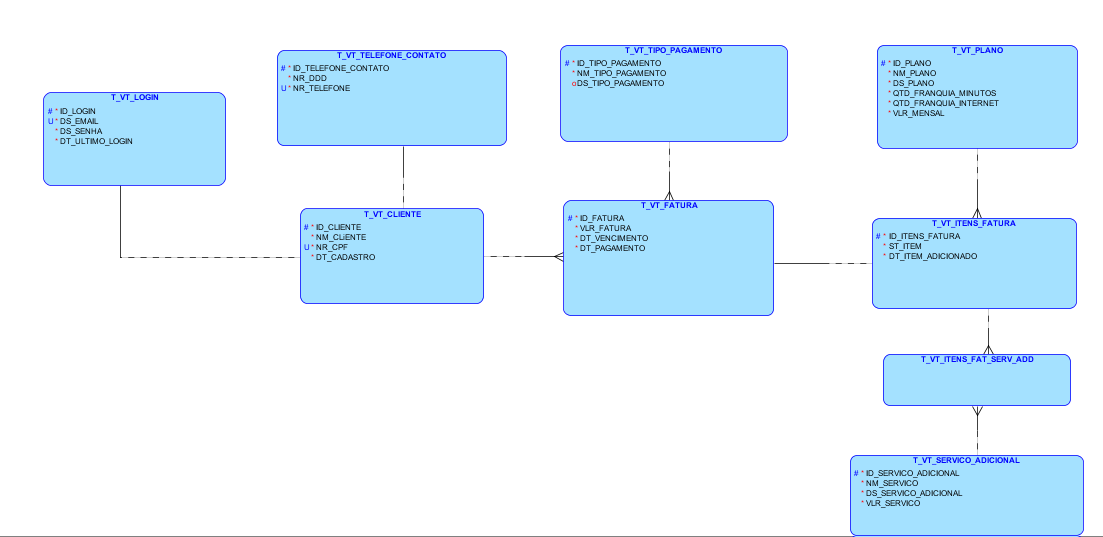 T_VT_LOGIN
# * ID_LOGIN
U * DS_EMAIL
* DS_SENHA
* DT_ULTIMO_LOGIN
T_VT_TELEFONE_CONTATO
# * ID_TELEFONE_CONTATO
* NR_DDD
U * NR_TELEFONE
T_VT_TIPO_PAGAMENTO
# * ID_TIPO_PAGAMENTO
* NM_TIPO_PAGAMENTO
o DS_TIPO_PAGAMENTO
T_VT_PLANO
# * ID_PLANO
* NM_PLANO
* DS_PLANO
* QTD_FRANQUIA_MINUTOS
* QTD_FRANQUIA_INTERNET
* VLR_MENSAL
T_VT_CLIENTE
# * ID_CLIENTE
* NM_CLiENTE
U * NR_CPF
* DT_CADASTRO
T_VT_FATURA
# * ID_FATURA
* VLR_FATURA
* DT_VENCIMENTO
* DT_PAGAMENTO
T_VT_ITENS_FATURA
# * ID_ITENS_FATURA
* ST_ITEM
* DT_ITEM_ADICIONADO
T_VT_ITENS_FAT_SERV_ADD
T_VT_SERVICO_ADICIONAL
# * ID_SERVICO_ADICIONAL
* NM_SERVICO
* DS_SERVICO_ADICIONAL
* VLR_SERVICO